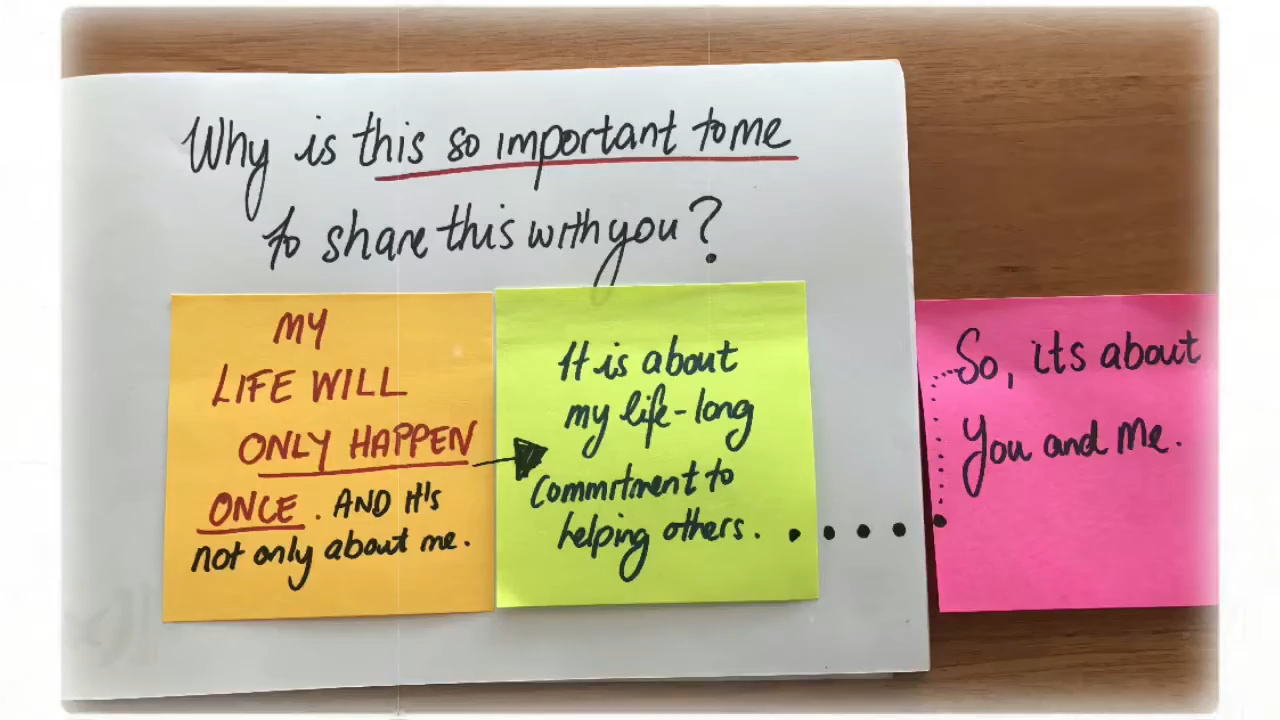 Why is this so important to me
to share this with you?
MY
LIFE WILL
ONLY HAPPEN
ONCE. AND it's
not only about me.
It is about
my life-long
commitment to
helping others.
So, its about
You and Me.